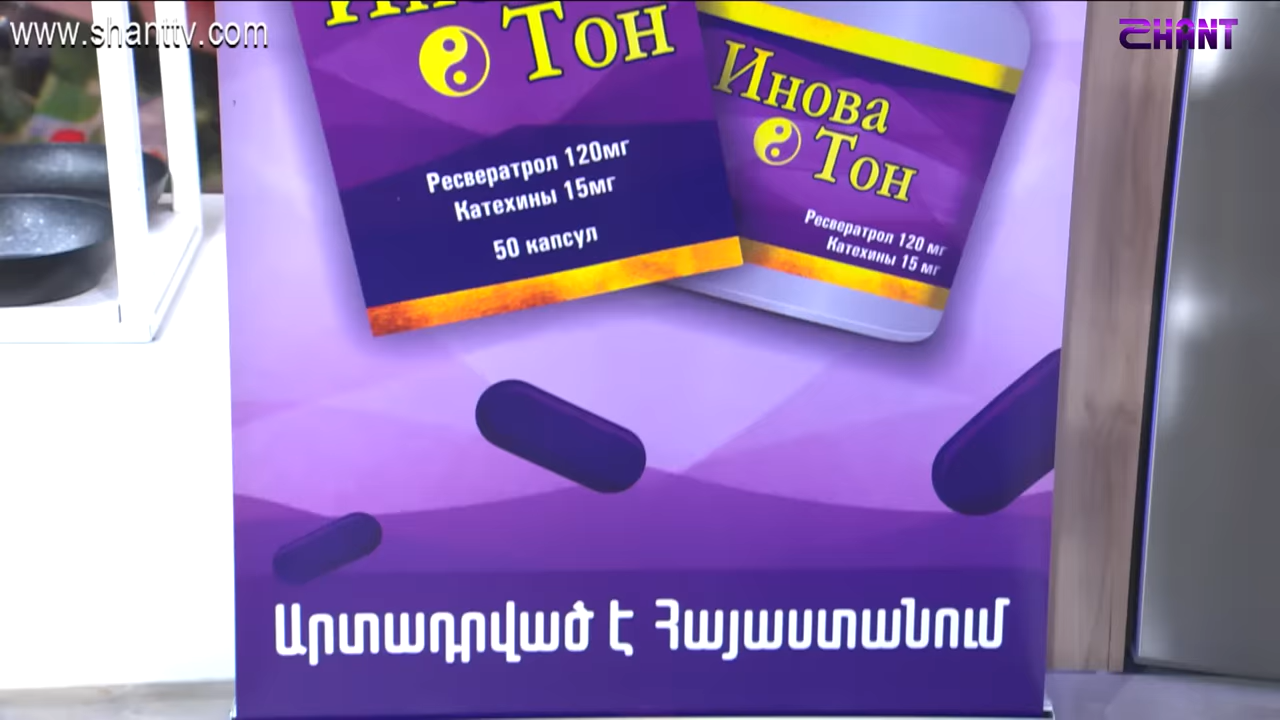 www.shanttv.com
SHANT
Тон
Ресвератрол 120мг
Катехины 15мг
50 капсул
Инова
Тон
Ресвератрол 120 мг
Катехины 15 мг
Արտադրված է Հայաստանում